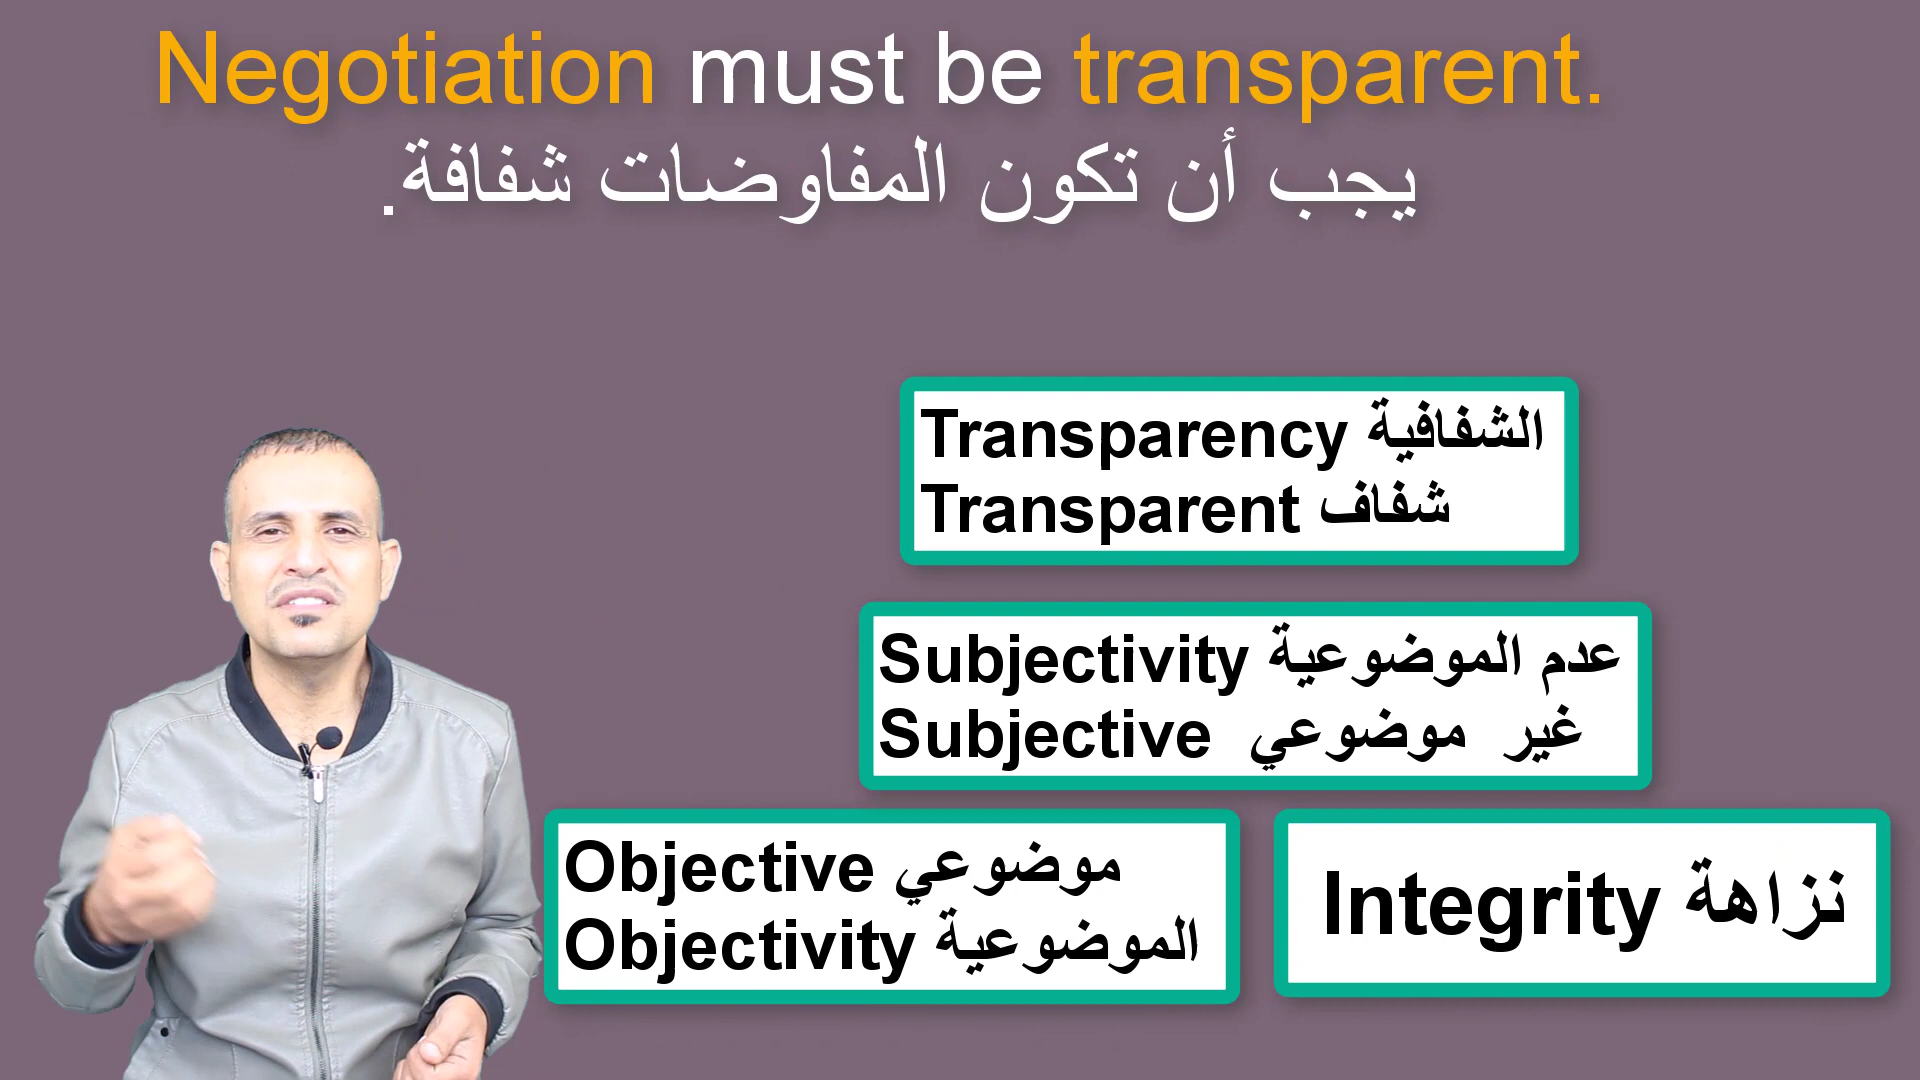 Negotiation must be transparent.
يجب أن تكون المفاوضات شفافة.
Transparency الشفافية
Transparent شفاف
Subjectivity عدم الموضوعية
Subjective غير موضوعي
Objective موضوعي
Objectivity الموضوعية
Integrity نزاهة